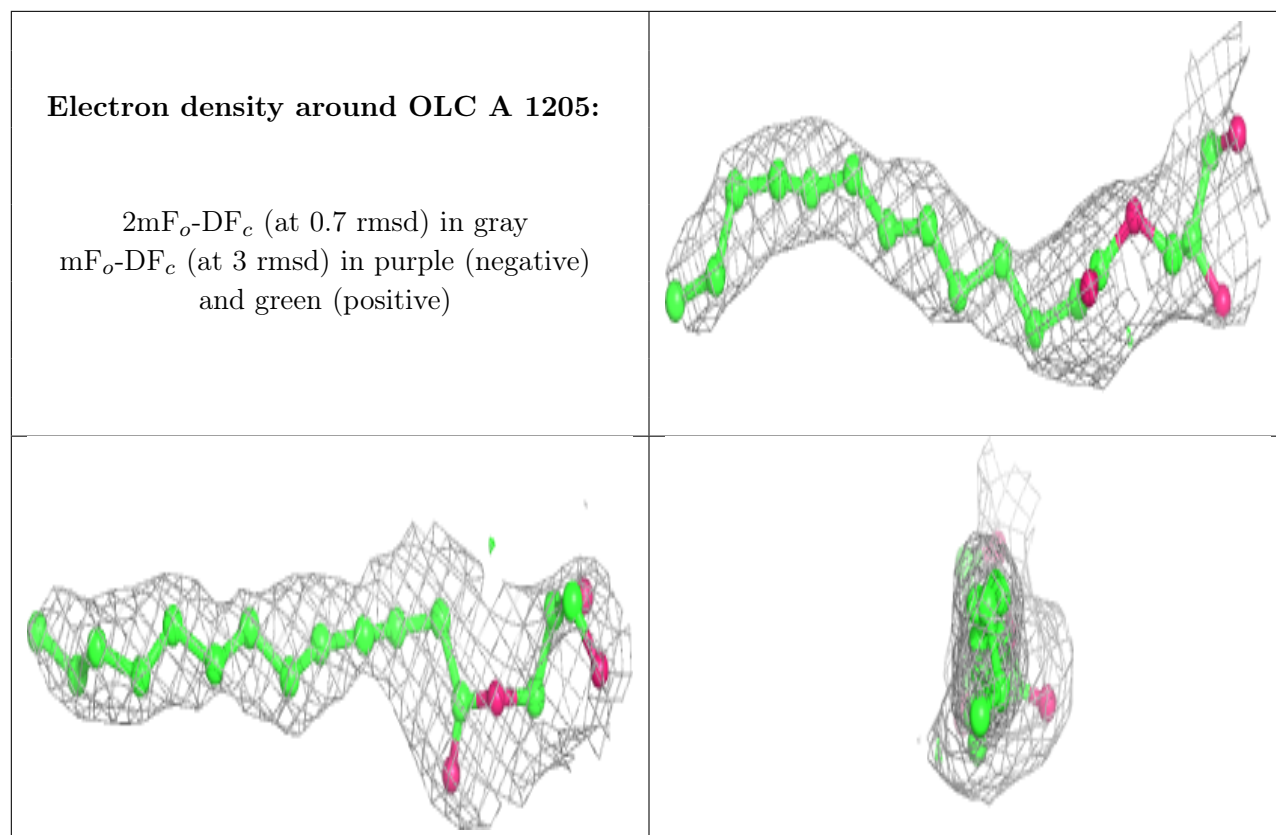 Electron density around OLC A 1205:
2mFo-DFc (at 0.7 rmsd) in gray
mFo-DFc (at 3 rmsd) in purple (negative)
and green (positive)